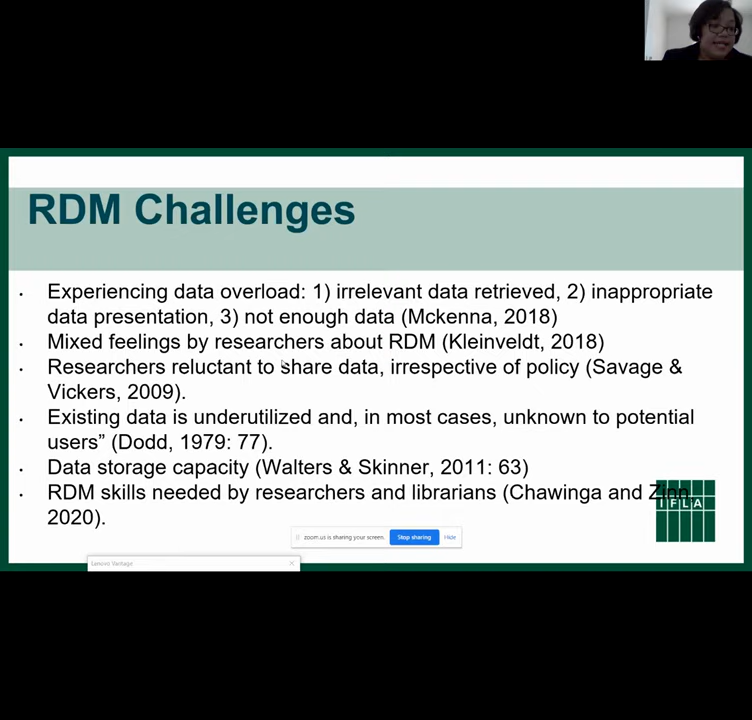 RDM Challenges
• Experiencing data overload: 1) irrelevant data retrieved, 2) inappropriate
data presentation, 3) not enough data (Mckenna, 2018)
• Mixed feelings by researchers about RDM (Kleinveldt, 2018)
• Researchers reluctant to share data, irrespective of policy (Savage &
Vickers, 2009).
• Existing data is underutilized and, in most cases, unknown to potential
users” (Dodd, 1979: 77).
• Data storage capacity (Walters & Skinner, 2011: 63)
• RDM skills needed by researchers and librarians (Chawinga and Zinn,
2020).
IFLA
zoom.us is sharing your screen. Stop sharing Hide
Lenovo Vantage